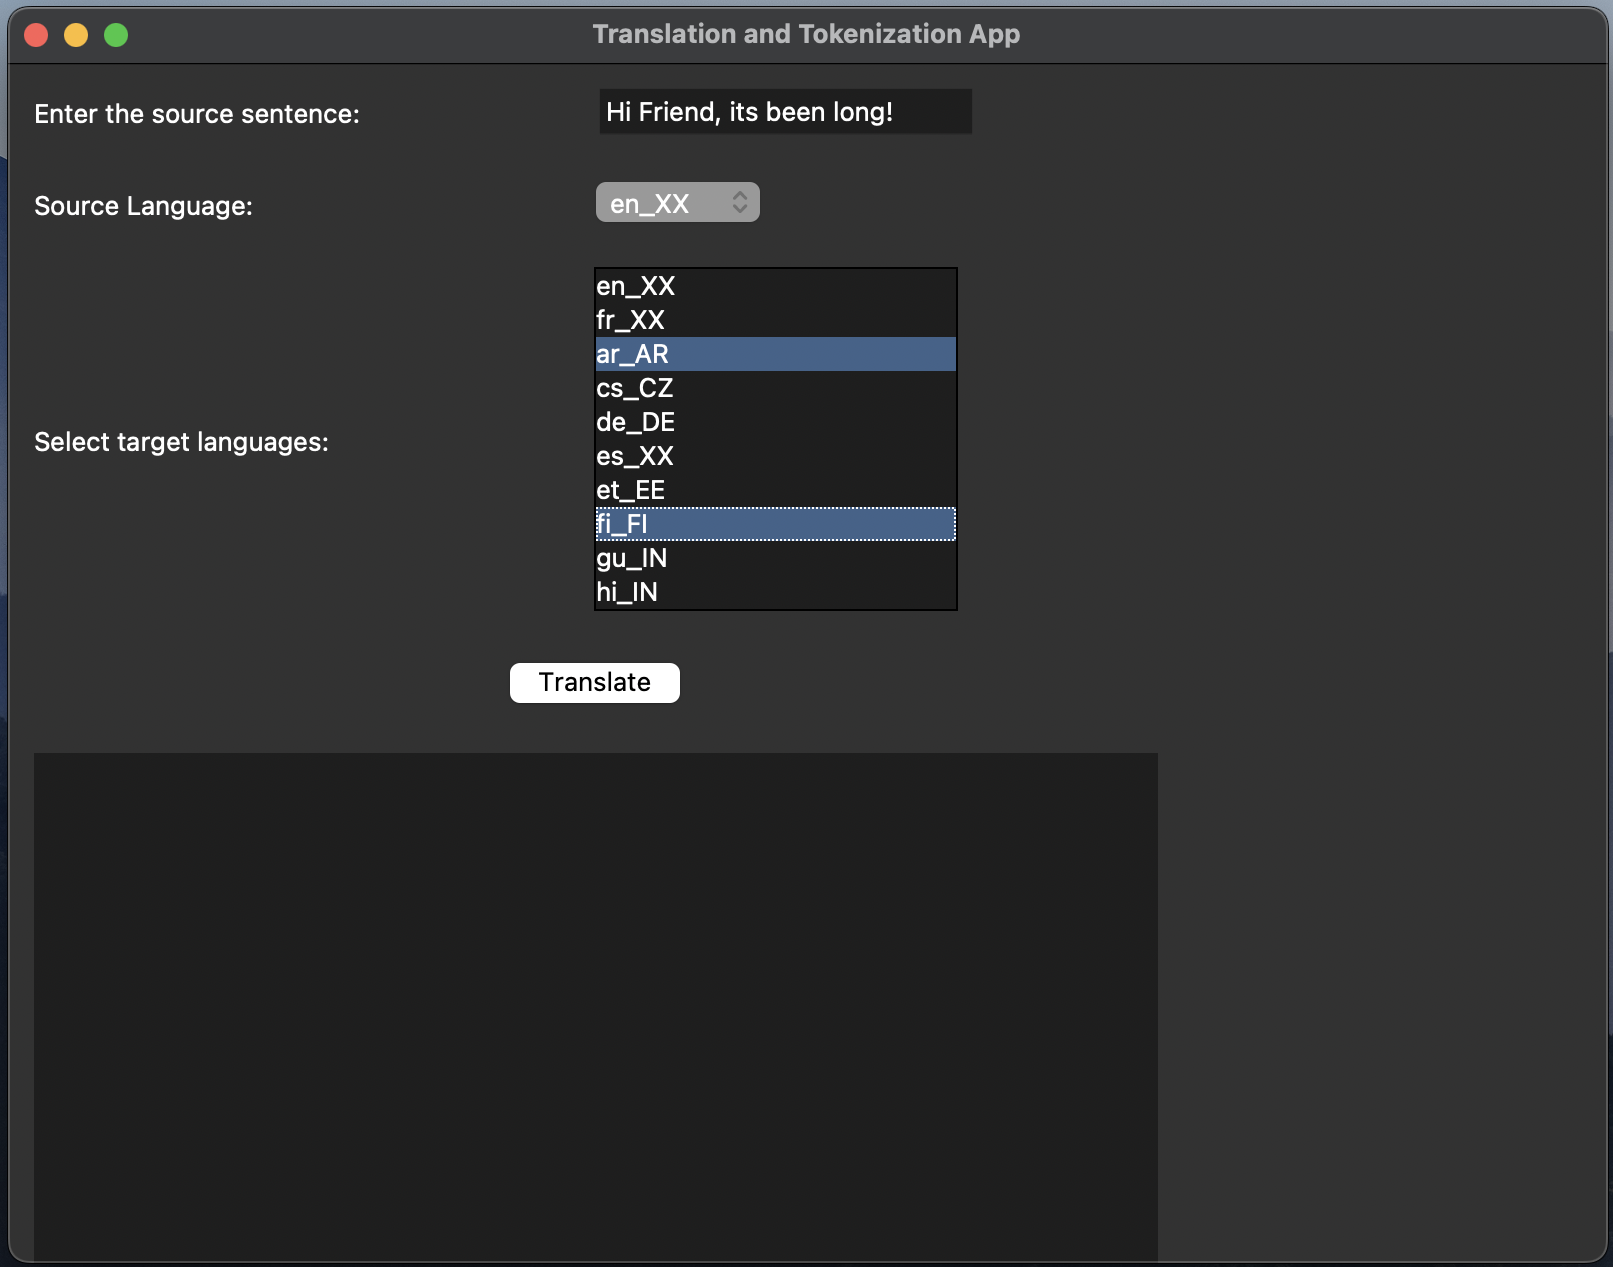 Translation and Tokenization App
Enter the source sentence:
Hi Friend, its been long!
Source Language:
en_XX
Select target languages:
en_XX
fr_XX
ar_AR
cs_CZ
de_DE
es_XX
et_EE
fi_FI
gu_IN
hi_IN
Translate